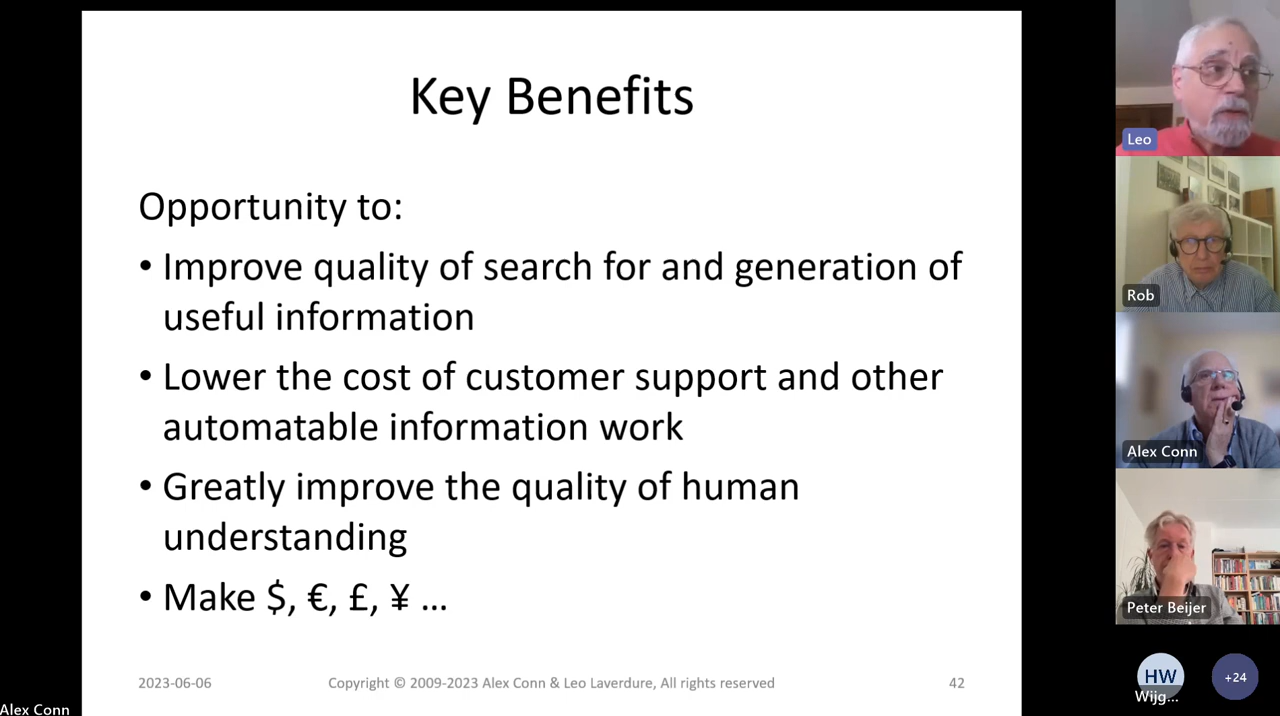 Key Benefits
Opportunity to:
• Improve quality of search for and generation of
useful information
• Lower the cost of customer support and other
automatable information work
• Greatly improve the quality of human
understanding
• Make $, €, £, ¥ …
2023-06-06
Copyright © 2009-2023 Alex Conn & Leo Laverdure, All rights reserved
42
Alex Conn
Leo
Rob
Alex Conn
Peter Beijer
HW
Wijg...
+24